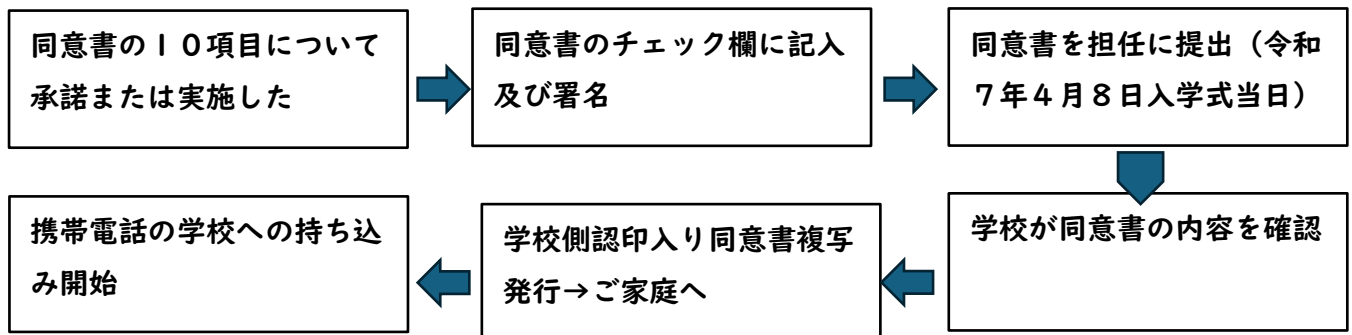 同意書の１０項目について
承諾または実施した
同意書のチェック欄に記入
及び署名
同意書を担任に提出（令和
７年４月８日入学式当日）
学校が同意書の内容を確認
学校側認印入り同意書複写
発行→ご家庭へ
携帯電話の学校への持ち込
み開始